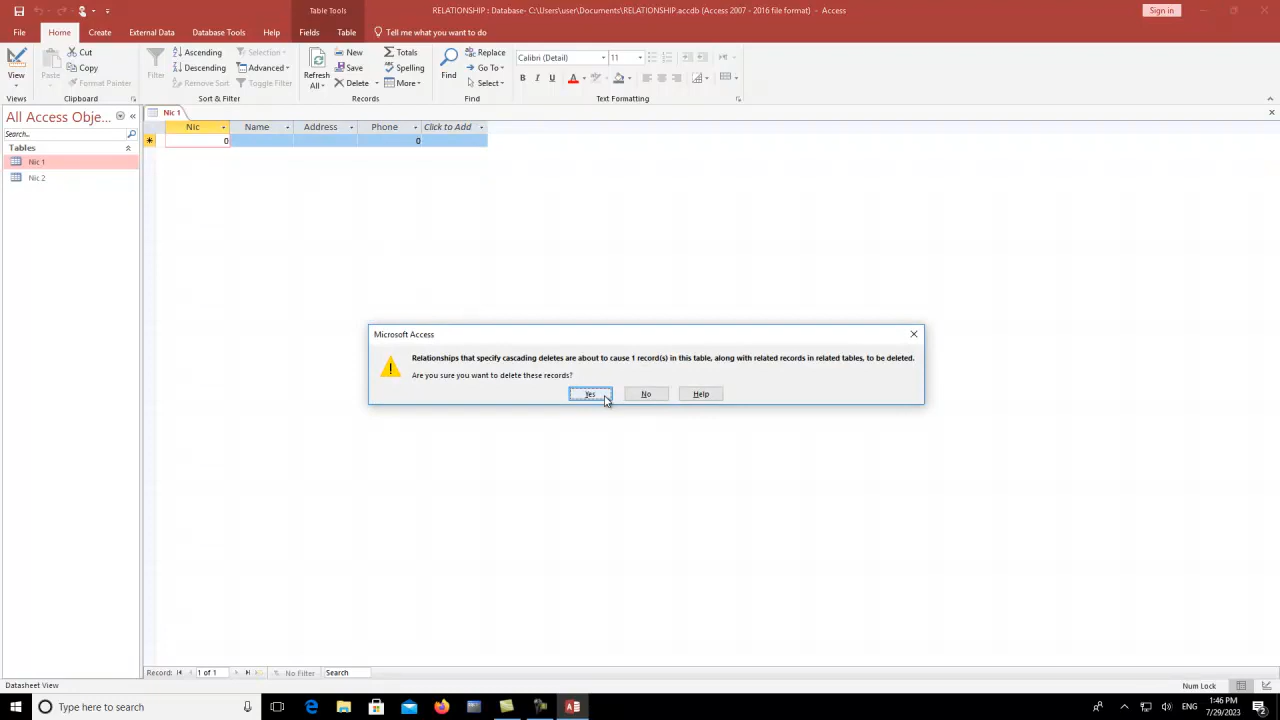 RELATIONSHIP : Database- C:\Users\user\Documents\RELATIONSHIP.accdb (Access 2007 - 2016 file format) - Access
Table Tools
Sign in
File Home Create External Data Database Tools Help Fields Table Tell me what you want to do
View
Views
Paste
Cut
Copy
Format Painter
Clipboard
Filter
Ascending
Descending
Remove Sort
Selection
Advanced
Toggle Filter
Sort & Filter
Refresh All
New
Save
Delete
Totals
Spelling
More
Records
Find
Replace
Go To
Select
Find
Calibri (Detail) 11
B I U A
Text Formatting
All Access Obje...
Search..
Tables
Nic 1
Nic 2
Nic 1
Nic Name Address Phone Click to Add
0 0
Microsoft Access
Relationships that specify cascading deletes are about to cause 1 record(s) in this table, along with related records in related tables, to be deleted.
Are you sure you want to delete these records?
Yes No Help
Record: 1 of 1 No Filter Search
Datasheet View
Num Lock
Type here to search
ENG
1:46 PM
7/29/2023
2